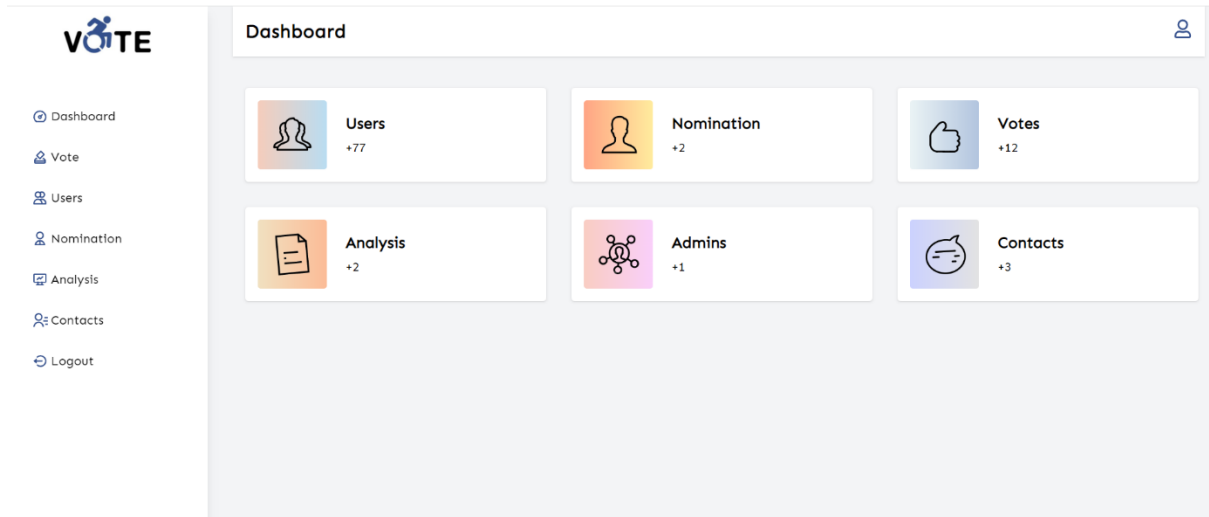 VOTE
Dashboard
Vote
Users
Nomination
Analysis
Contacts
Logout
Dashboard
Users
+77
Nomination
+2
Votes
+12
Analysis
+2
Admins
+1
Contacts
+3